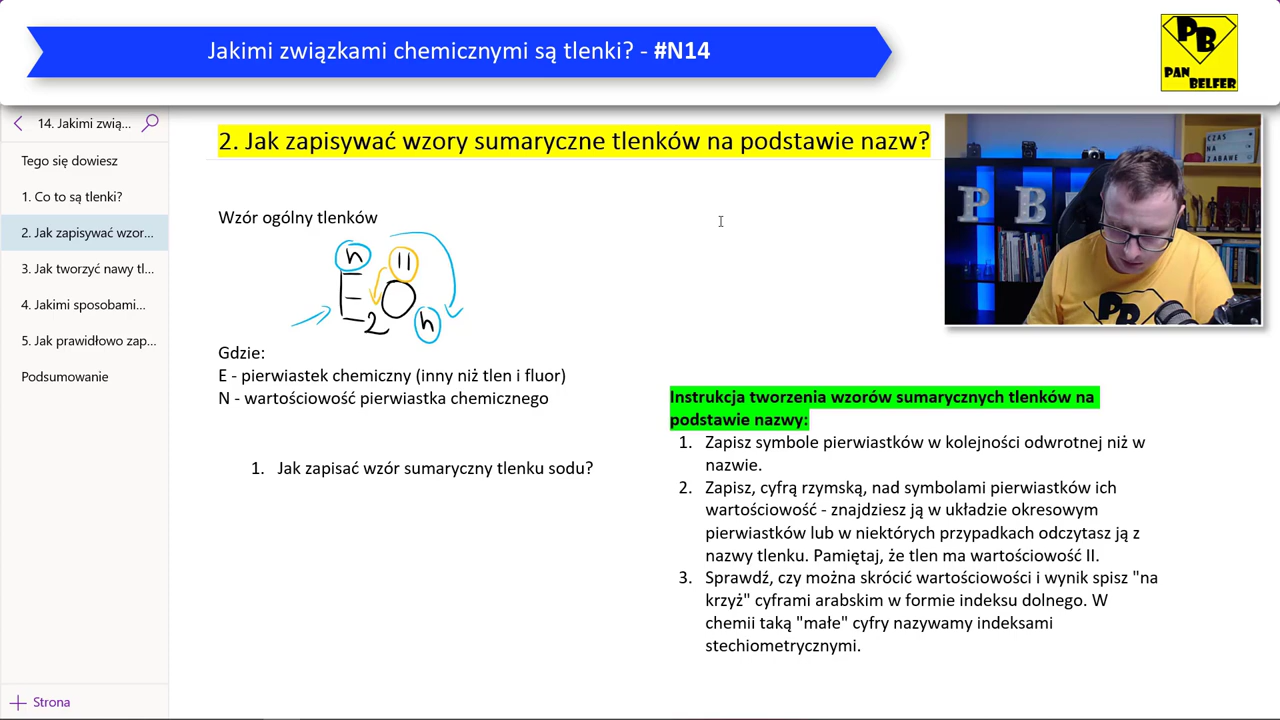 Jakimi związkami chemicznymi są tlenki? - #N14
PB
PAN
BELFER
14. Jakimi zwią...
Tego się dowiesz
1. Co to są tlenki?
2. Jak zapisywać wzor...
3. Jak tworzyć nawy tl...
4. Jakimi sposobami...
5. Jak prawidłowo zap...
Podsumowanie
Strona
2. Jak zapisywać wzory sumaryczne tlenków na podstawie nazw?
Wzór ogólny tlenków
n II
E2On
Gdzie:
E - pierwiastek chemiczny (inny niż tlen i fluor)
N - wartościowość pierwiastka chemicznego
1. Jak zapisać wzór sumaryczny tlenku sodu?
CZAS
NA
ZABAWE
P B
Instrukcja tworzenia wzorów sumarycznych tlenków na
podstawie nazwy:
1. Zapisz symbole pierwiastków w kolejności odwrotnej niż w
nazwie.
2. Zapisz, cyfrą rzymską, nad symbolami pierwiastków ich
wartościowość - znajdziesz ją w układzie okresowym
pierwiastków lub w niektórych przypadkach odczytasz ją z
nazwy tlenku. Pamiętaj, że tlen ma wartościowość II.
3. Sprawdź, czy można skrócić wartościowości i wynik spisz "na
krzyż" cyframi arabskim w formie indeksu dolnego. W
chemii taką "małe" cyfry nazywamy indeksami
stechiometrycznymi.